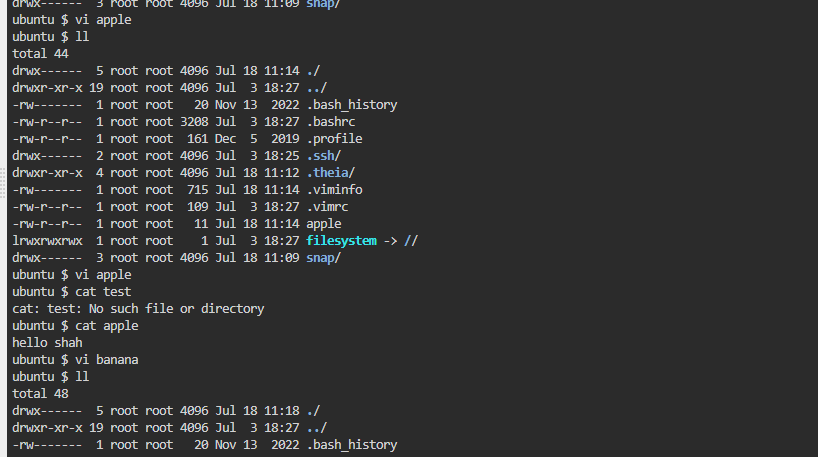 drwx------  3 root root 4096 Jul 18 11:09 snap/
ubuntu $ vi apple
ubuntu $ ll
total 44
drwx------  5 root root 4096 Jul 18 11:14 ./
drwxr-xr-x 19 root root 4096 Jul  3 18:27 ../
-rw-------  1 root root   20 Nov 13  2022 .bash_history
-rw-r--r--  1 root root 3208 Jul  3 18:27 .bashrc
-rw-r--r--  1 root root  161 Dec  5  2019 .profile
drwx------  2 root root 4096 Jul  3 18:25 .ssh/
drwxr-xr-x  4 root root 4096 Jul 18 11:12 .theia/
-rw-------  1 root root  715 Jul 18 11:14 .viminfo
-rw-r--r--  1 root root  109 Jul  3 18:27 .vimrc
-rw-r--r--  1 root root   11 Jul 18 11:14 apple
lrwxrwxrwx  1 root root    1 Jul  3 18:27 filesystem -> //
drwx------  3 root root 4096 Jul 18 11:09 snap/
ubuntu $ vi apple
ubuntu $ cat test
cat: test: No such file or directory
ubuntu $ cat apple
hello shah
ubuntu $ vi banana
ubuntu $ ll
total 48
drwx------  5 root root 4096 Jul 18 11:18 ./
drwxr-xr-x 19 root root 4096 Jul  3 18:27 ../
-rw-------  1 root root   20 Nov 13  2022 .bash_history